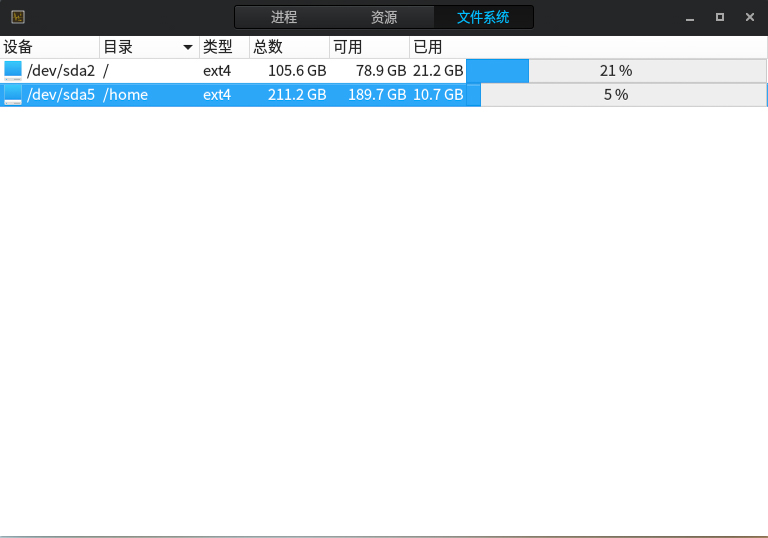 进程 资源 文件系统
设备 目录 类型 总数 可用 已用
/dev/sda2 / ext4 105.6 GB 78.9 GB 21.2 GB 21 %
/dev/sda5 /home ext4 211.2 GB 189.7 GB 10.7 GB 5 %